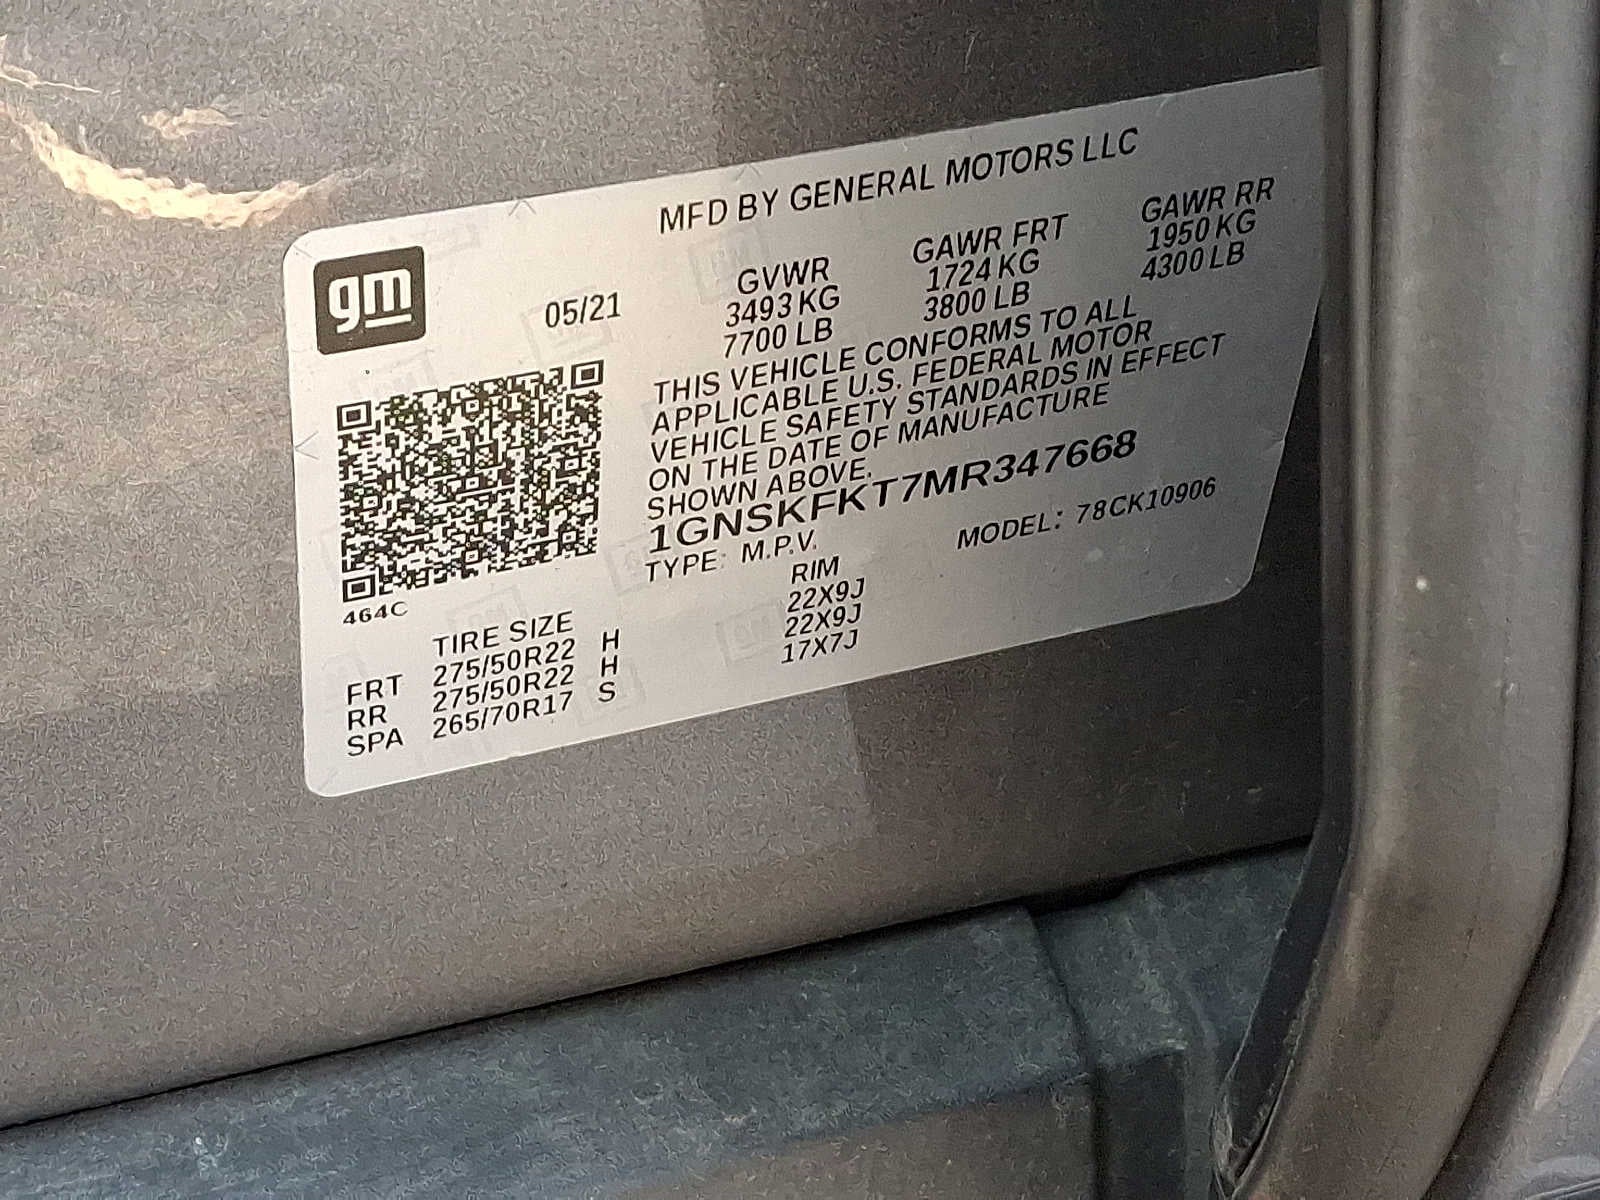 MFD BY GENERAL MOTORS LLC
gm
05/21
GVWR GAWR FRT GAWR RR
3493 KG 1724 KG 1950 KG
7700 LB 3800 LB 4300 LB
THIS VEHICLE CONFORMS TO ALL
APPLICABLE U.S. FEDERAL MOTOR
VEHICLE SAFETY STANDARDS IN EFFECT
ON THE DATE OF MANUFACTURE
SHOWN ABOVE.
1GNSKFKT7MR347668
TYPE: M.P.V. MODEL: 78CK10906
464C
TIRE SIZE RIM
FRT 275/50R22 H 22X9J
RR 275/50R22 H 22X9J
SPA 265/70R17 S 17X7J